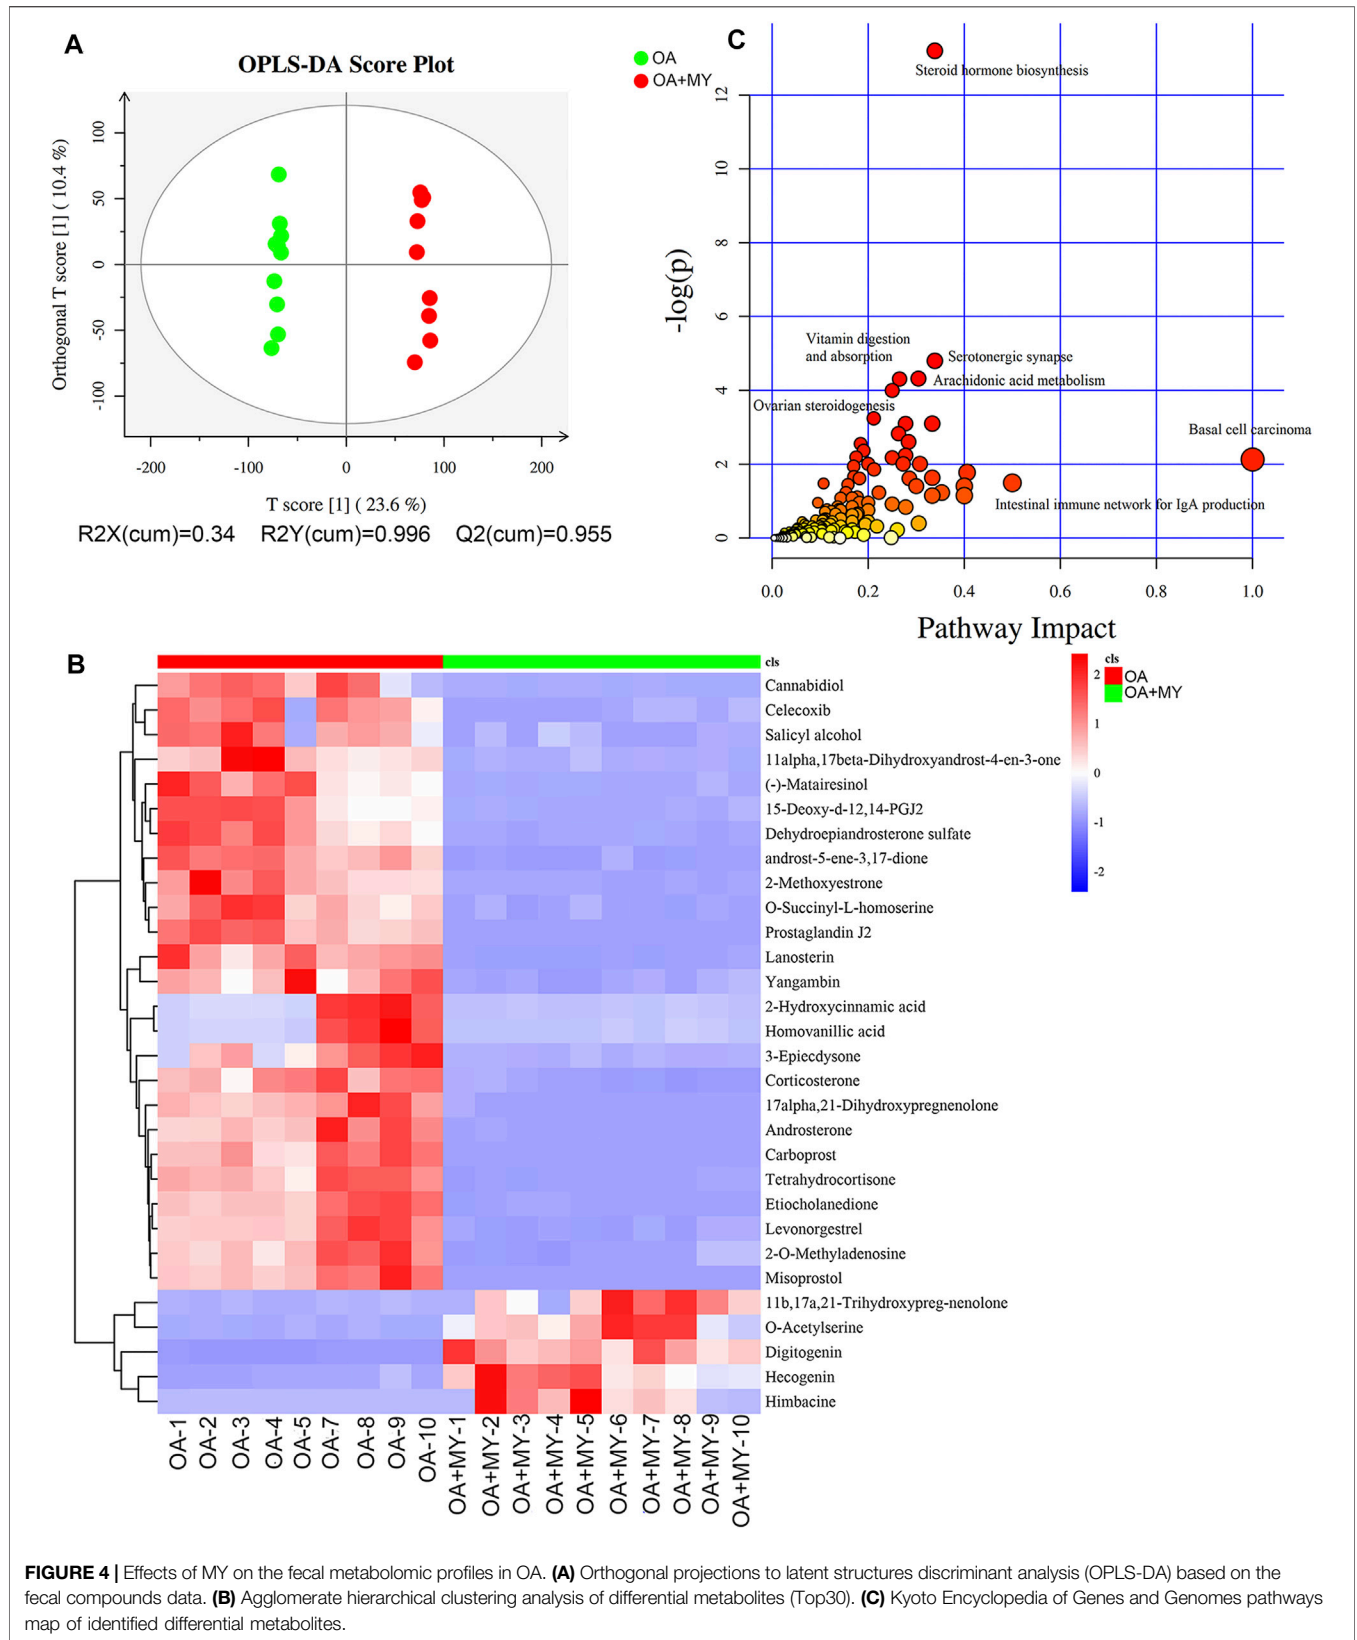 A
OPLS-DA Score Plot
OA
OA+MY
Orthogonal T score [1] ( 10.4 %)
100
50
0
-50
-100
-200
-100
0
100
200
T score [1] ( 23.6 %)
R2X(cum)=0.34 R2Y(cum)=0.996 Q2(cum)=0.955
C
Steroid hormone biosynthesis
Vitamin digestion
and absorption
Serotonergic synapse
Arachidonic acid metabolism
Ovarian steroidogenesis
Basal cell carcinoma
Intestinal immune network for IgA production
-log(p)
12
10
8
6
4
2
0
0.0
0.2
0.4
0.6
0.8
1.0
Pathway Impact
B
cls
Cannabidiol
Celecoxib
Salicyl alcohol
11alpha,17beta-Dihydroxyandrost-4-en-3-one
(-)-Matairesinol
15-Deoxy-d-12,14-PGJ2
Dehydroepiandrosterone sulfate
androst-5-ene-3,17-dione
2-Methoxyestrone
O-Succinyl-L-homoserine
Prostaglandin J2
Lanosterin
Yangambin
2-Hydroxycinnamic acid
Homovanillic acid
3-Epiecdysone
Corticosterone
17alpha,21-Dihydroxypregnenolone
Androsterone
Carboprost
Tetrahydrocortisone
Etiocholanedione
Levonorgestrel
2-O-Methyladenosine
Misoprostol
11b,17a,21-Trihydroxypreg-nenolone
O-Acetylserine
Digitogenin
Hecogenin
Himbacine
2
1
0
-1
-2
cls
OA
OA+MY
OA-1
OA-2
OA-3
OA-4
OA-5
OA-7
OA-8
OA-9
OA-10
OA+MY-1
OA+MY-2
OA+MY-3
OA+MY-4
OA+MY-5
OA+MY-6
OA+MY-7
OA+MY-8
OA+MY-9
OA+MY-10
FIGURE 4 | Effects of MY on the fecal metabolomic profiles in OA. (A) Orthogonal projections to latent structures discriminant analysis (OPLS-DA) based on the
fecal compounds data. (B) Agglomerate hierarchical clustering analysis of differential metabolites (Top30). (C) Kyoto Encyclopedia of Genes and Genomes pathways
map of identified differential metabolites.